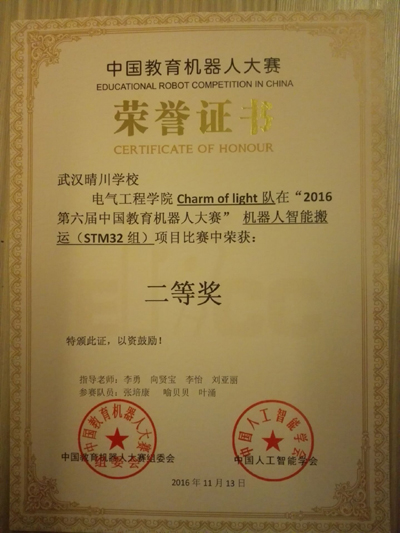 中国教育机器人大赛
EDUCATIONAL ROBOT COMPETITION IN CHINA
荣誉证书
CERTIFICATE OF HONOUR
武汉晴川学校
电气工程学院 Charm of light 队在“2016
第六届中国教育机器人大赛” 机器人智能搬
运（STM32 组）项目比赛中荣获：
二等奖
特颁此证，以资鼓励！
指导老师：李勇 向贤宝 李怡 刘亚丽
参赛队员：张培康 喻贝贝 叶涌
中国教育机器人大赛组委会
中国人工智能学会
2016 年 11 月 13 日